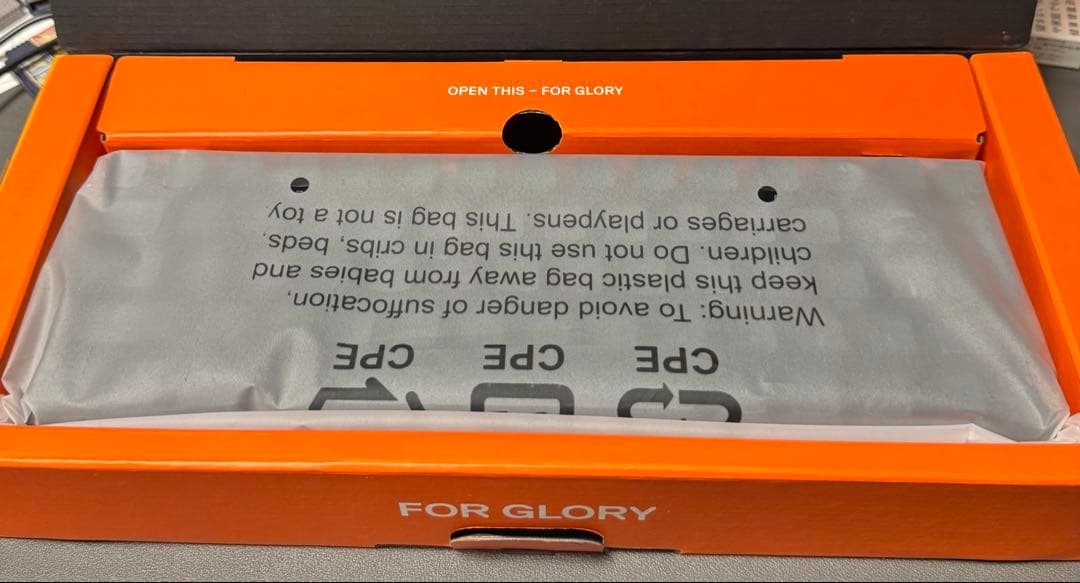 OPEN THIS – FOR GLORY
Warning: To avoid danger of suffocation,
keep this plastic bag away from babies and
children. Do not use this bag in cribs, beds,
carriages or playpens. This bag is not a toy
CPE CPE CPE
FOR GLORY